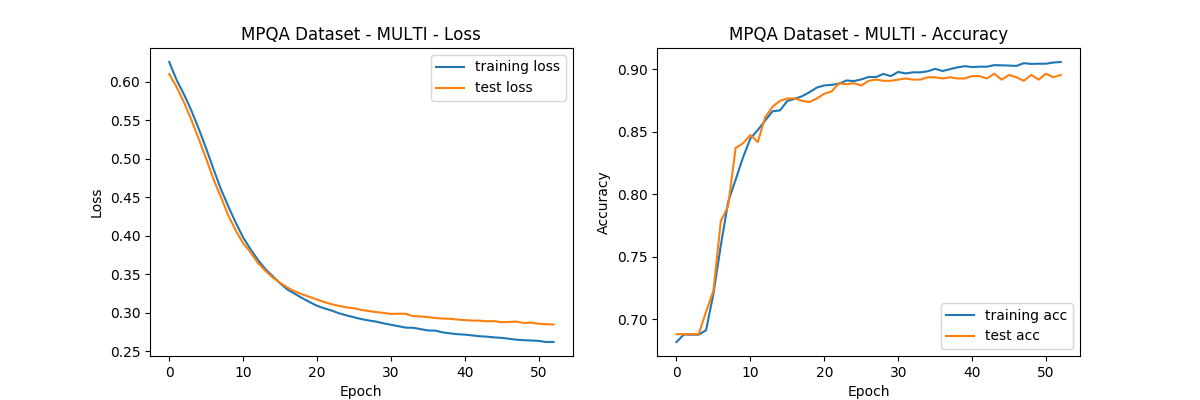 MPQA Dataset - MULTI - Loss
0.60
0.55
0.50
0.45
0.40
0.35
0.30
0.25
Loss
0 10 20 30 40 50
Epoch
training loss
test loss
MPQA Dataset - MULTI - Accuracy
0.90
0.85
0.80
0.75
0.70
Accuracy
0 10 20 30 40 50
Epoch
training acc
test acc